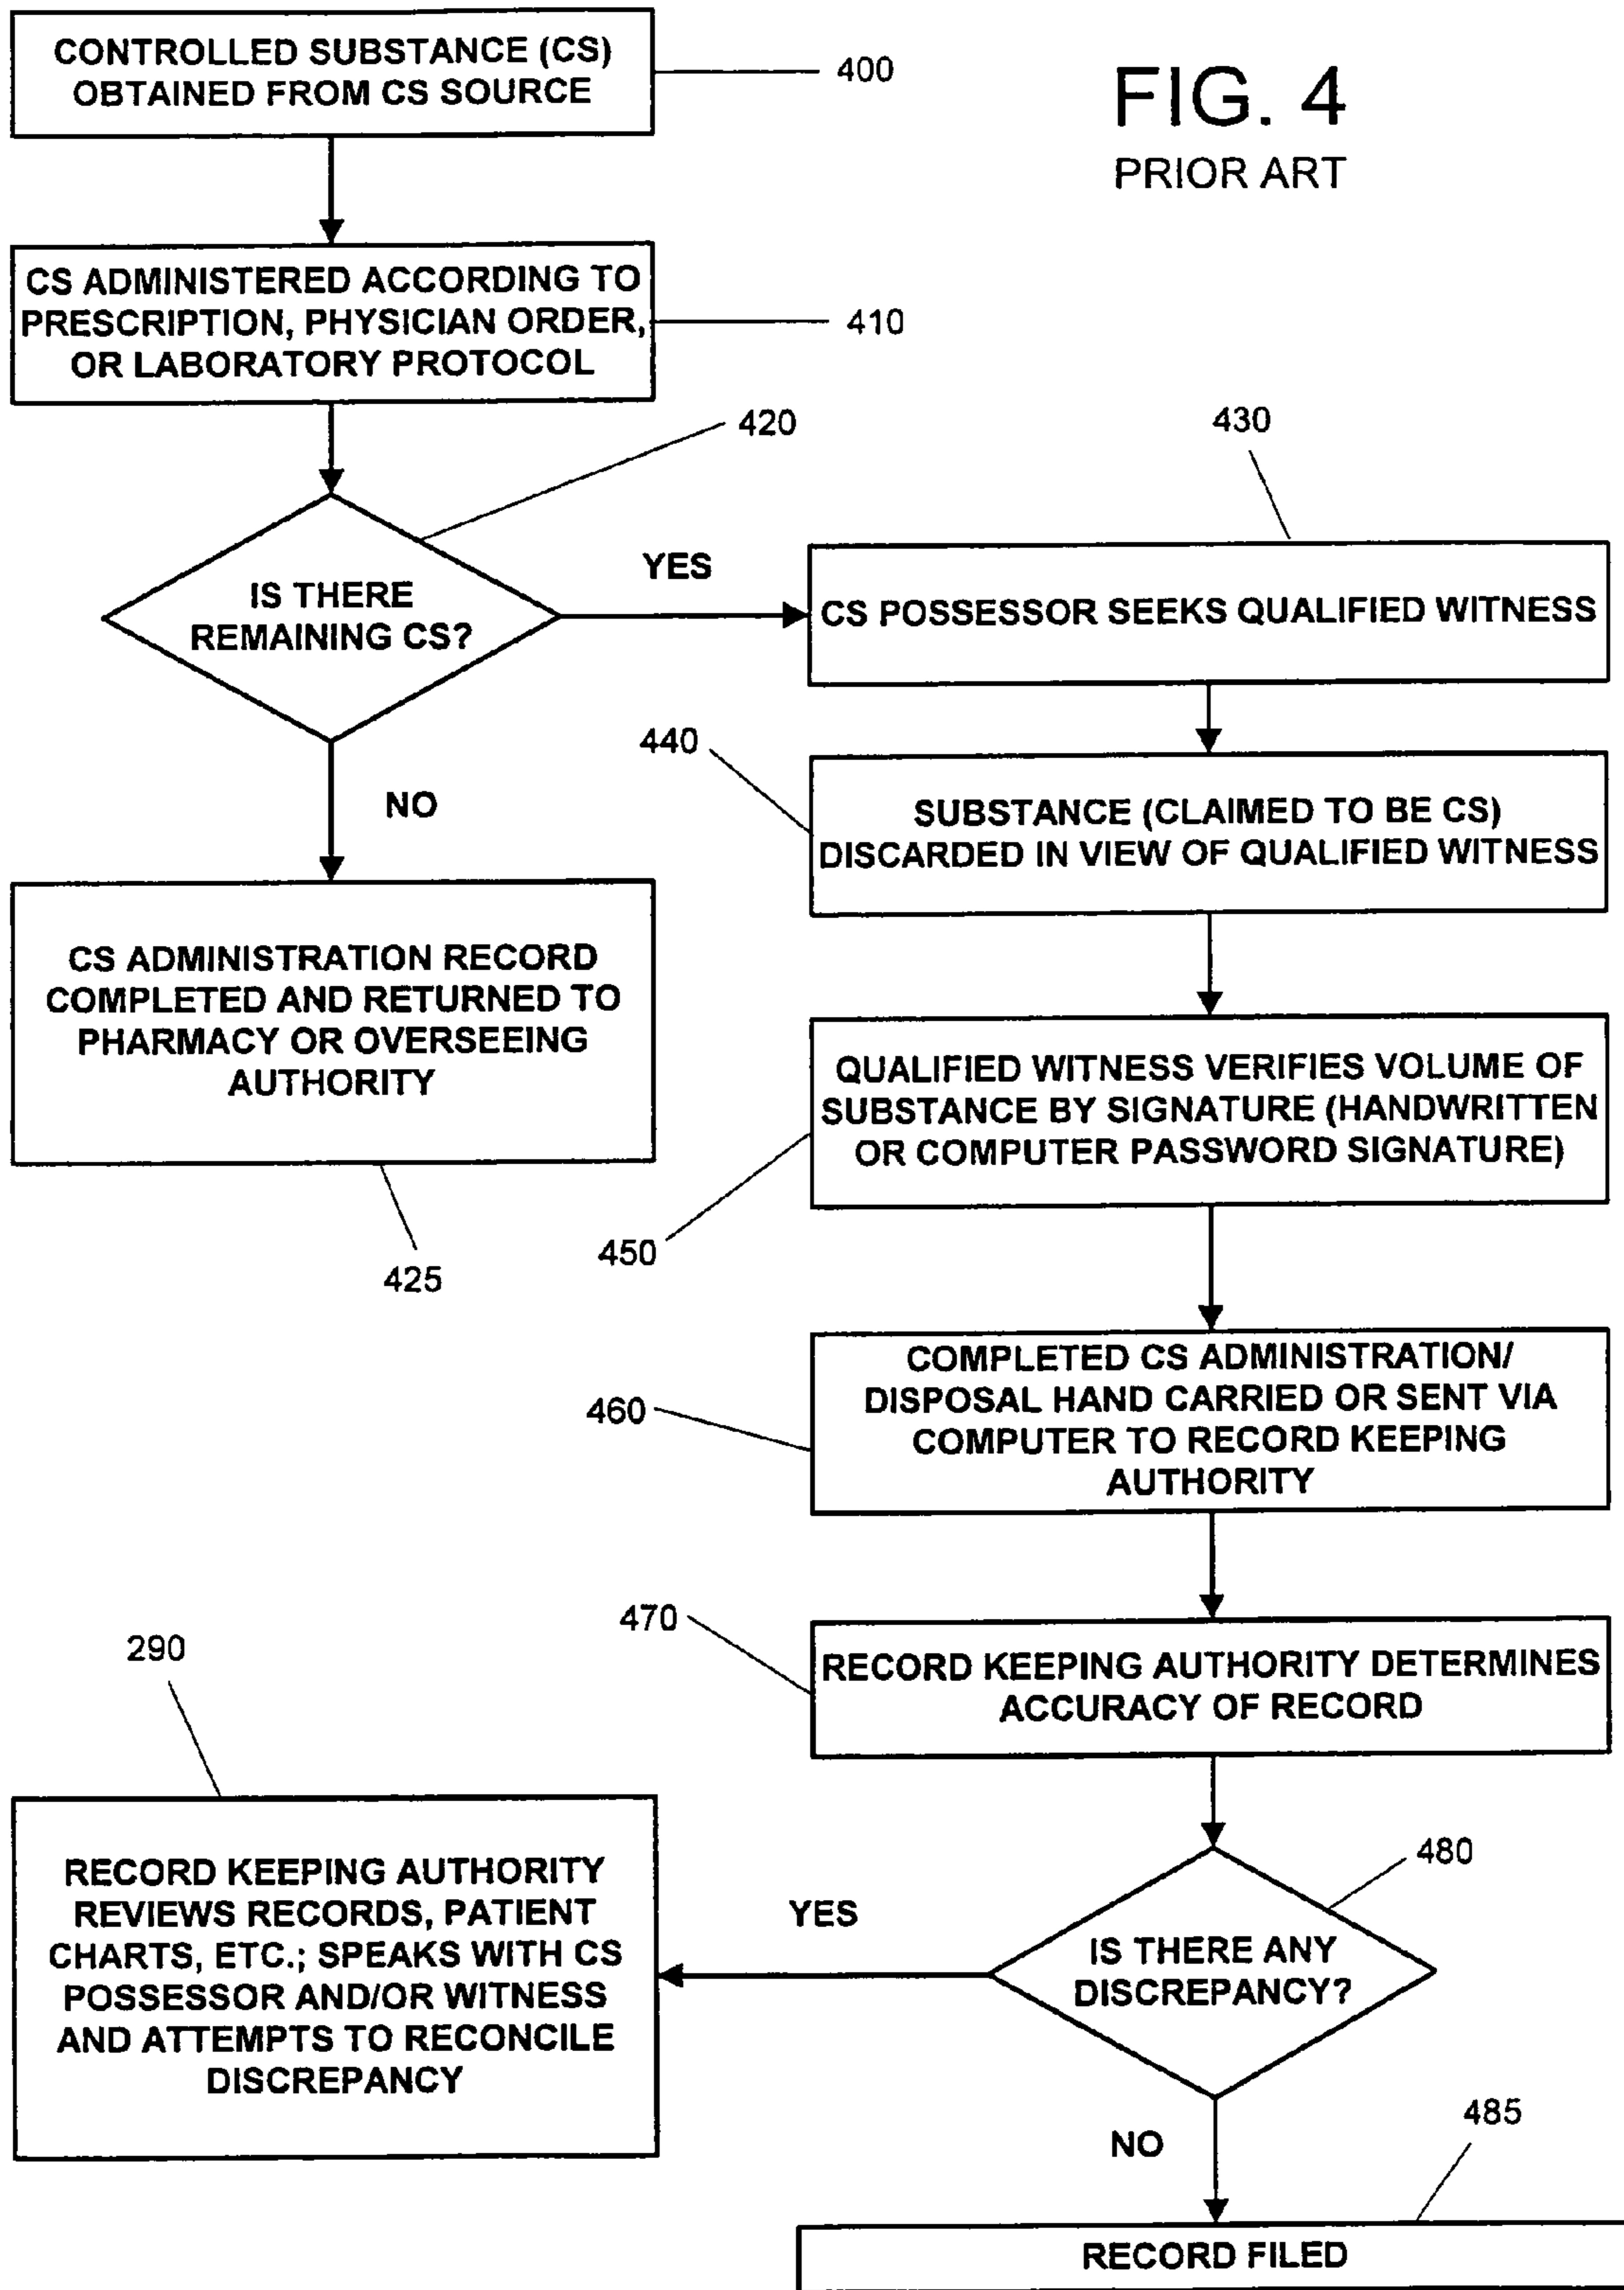 CONTROLLED SUBSTANCE (CS)
OBTAINED FROM CS SOURCE
400
FIG. 4
PRIOR ART
CS ADMINISTERED ACCORDING TO
PRESCRIPTION, PHYSICIAN ORDER,
OR LABORATORY PROTOCOL
410
420
IS THERE
REMAINING CS?
YES
NO
430
CS POSSESSOR SEEKS QUALIFIED WITNESS
440
SUBSTANCE (CLAIMED TO BE CS)
DISCARDED IN VIEW OF QUALIFIED WITNESS
CS ADMINISTRATION RECORD
COMPLETED AND RETURNED TO
PHARMACY OR OVERSEEING
AUTHORITY
425
QUALIFIED WITNESS VERIFIES VOLUME OF
SUBSTANCE BY SIGNATURE (HANDWRITTEN
OR COMPUTER PASSWORD SIGNATURE)
450
COMPLETED CS ADMINISTRATION/
DISPOSAL HAND CARRIED OR SENT VIA
COMPUTER TO RECORD KEEPING
AUTHORITY
460
470
RECORD KEEPING AUTHORITY DETERMINES
ACCURACY OF RECORD
480
IS THERE ANY
DISCREPANCY?
YES
290
RECORD KEEPING AUTHORITY
REVIEWS RECORDS, PATIENT
CHARTS, ETC.; SPEAKS WITH CS
POSSESSOR AND/OR WITNESS
AND ATTEMPTS TO RECONCILE
DISCREPANCY
NO
485
RECORD FILED